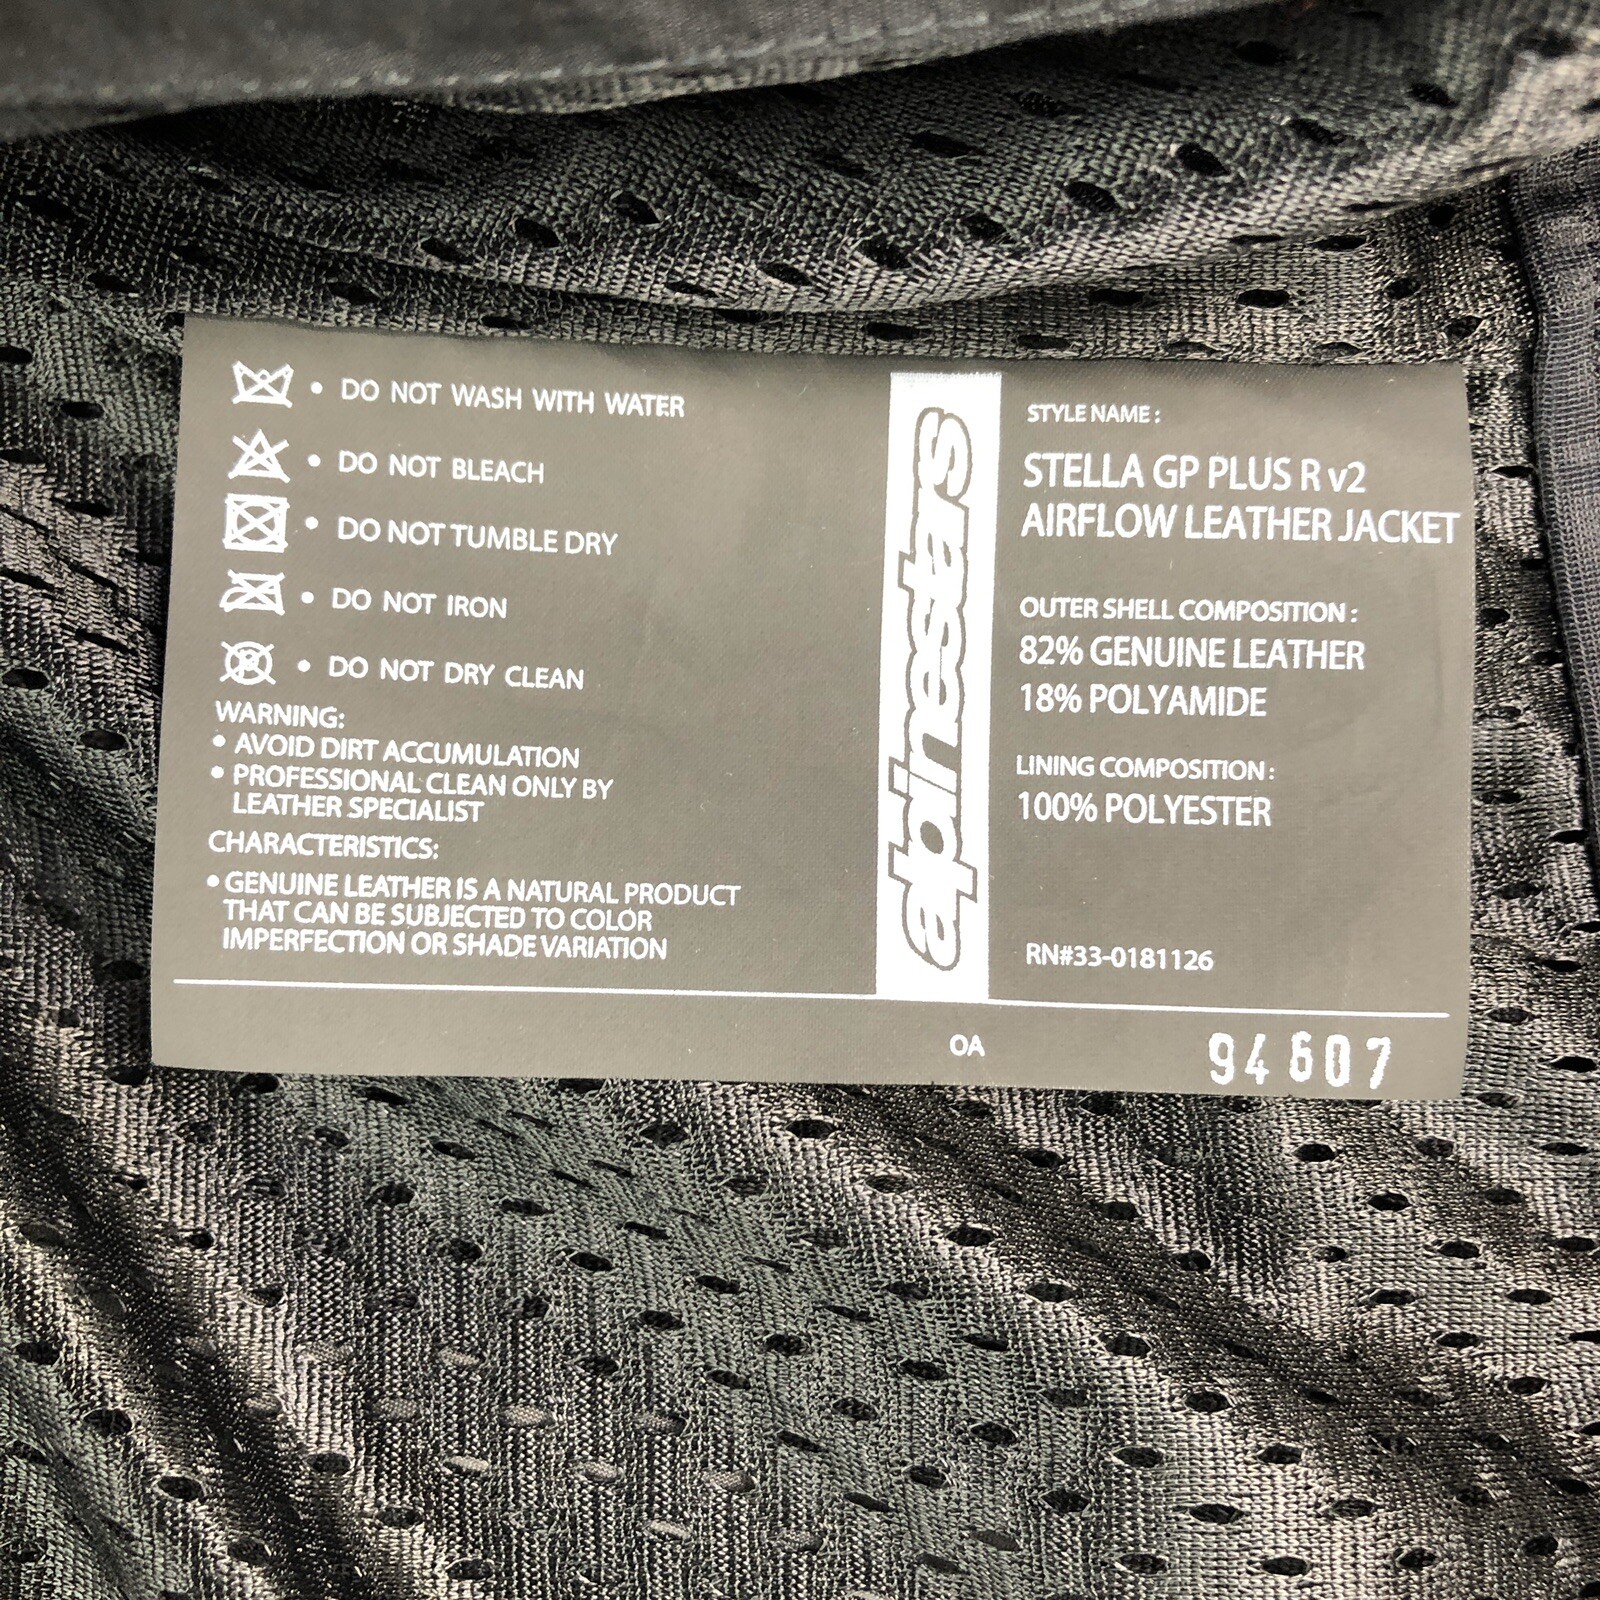 • DO NOT WASH WITH WATER
• DO NOT BLEACH
• DO NOT TUMBLE DRY
• DO NOT IRON
• DO NOT DRY CLEAN
WARNING:
• AVOID DIRT ACCUMULATION
• PROFESSIONAL CLEAN ONLY BY
LEATHER SPECIALIST
CHARACTERISTICS:
• GENUINE LEATHER IS A NATURAL PRODUCT
THAT CAN BE SUBJECTED TO COLOR
IMPERFECTION OR SHADE VARIATION
alpinestars
STYLE NAME :
STELLA GP PLUS R v2
AIRFLOW LEATHER JACKET
OUTER SHELL COMPOSITION :
82% GENUINE LEATHER
18% POLYAMIDE
LINING COMPOSITION :
100% POLYESTER
RN#33-0181126
OA
94607